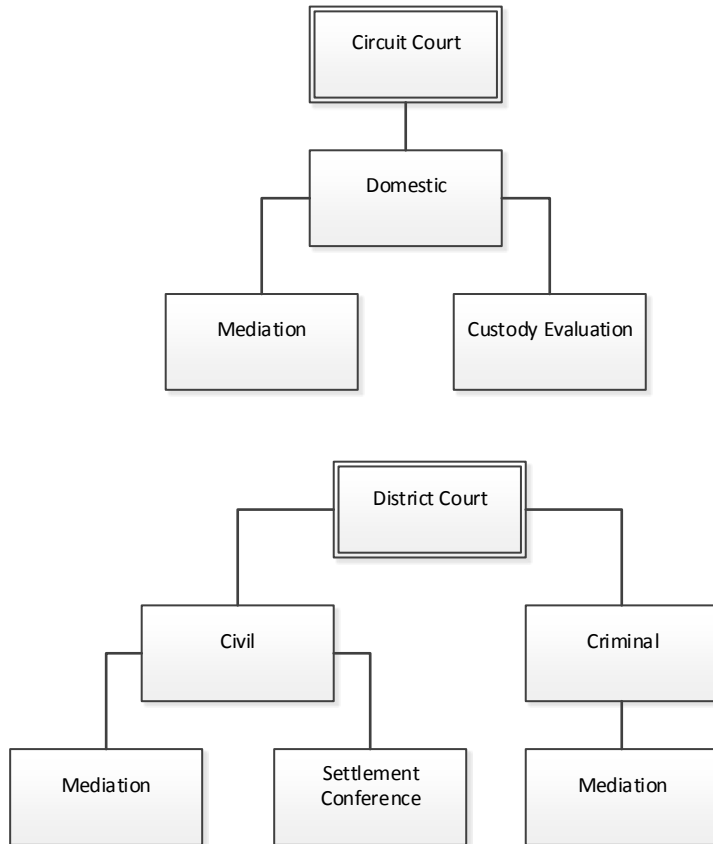 Circuit Court
Domestic
Mediation
Custody Evaluation
District Court
Civil
Criminal
Mediation
Settlement
Conference
Mediation